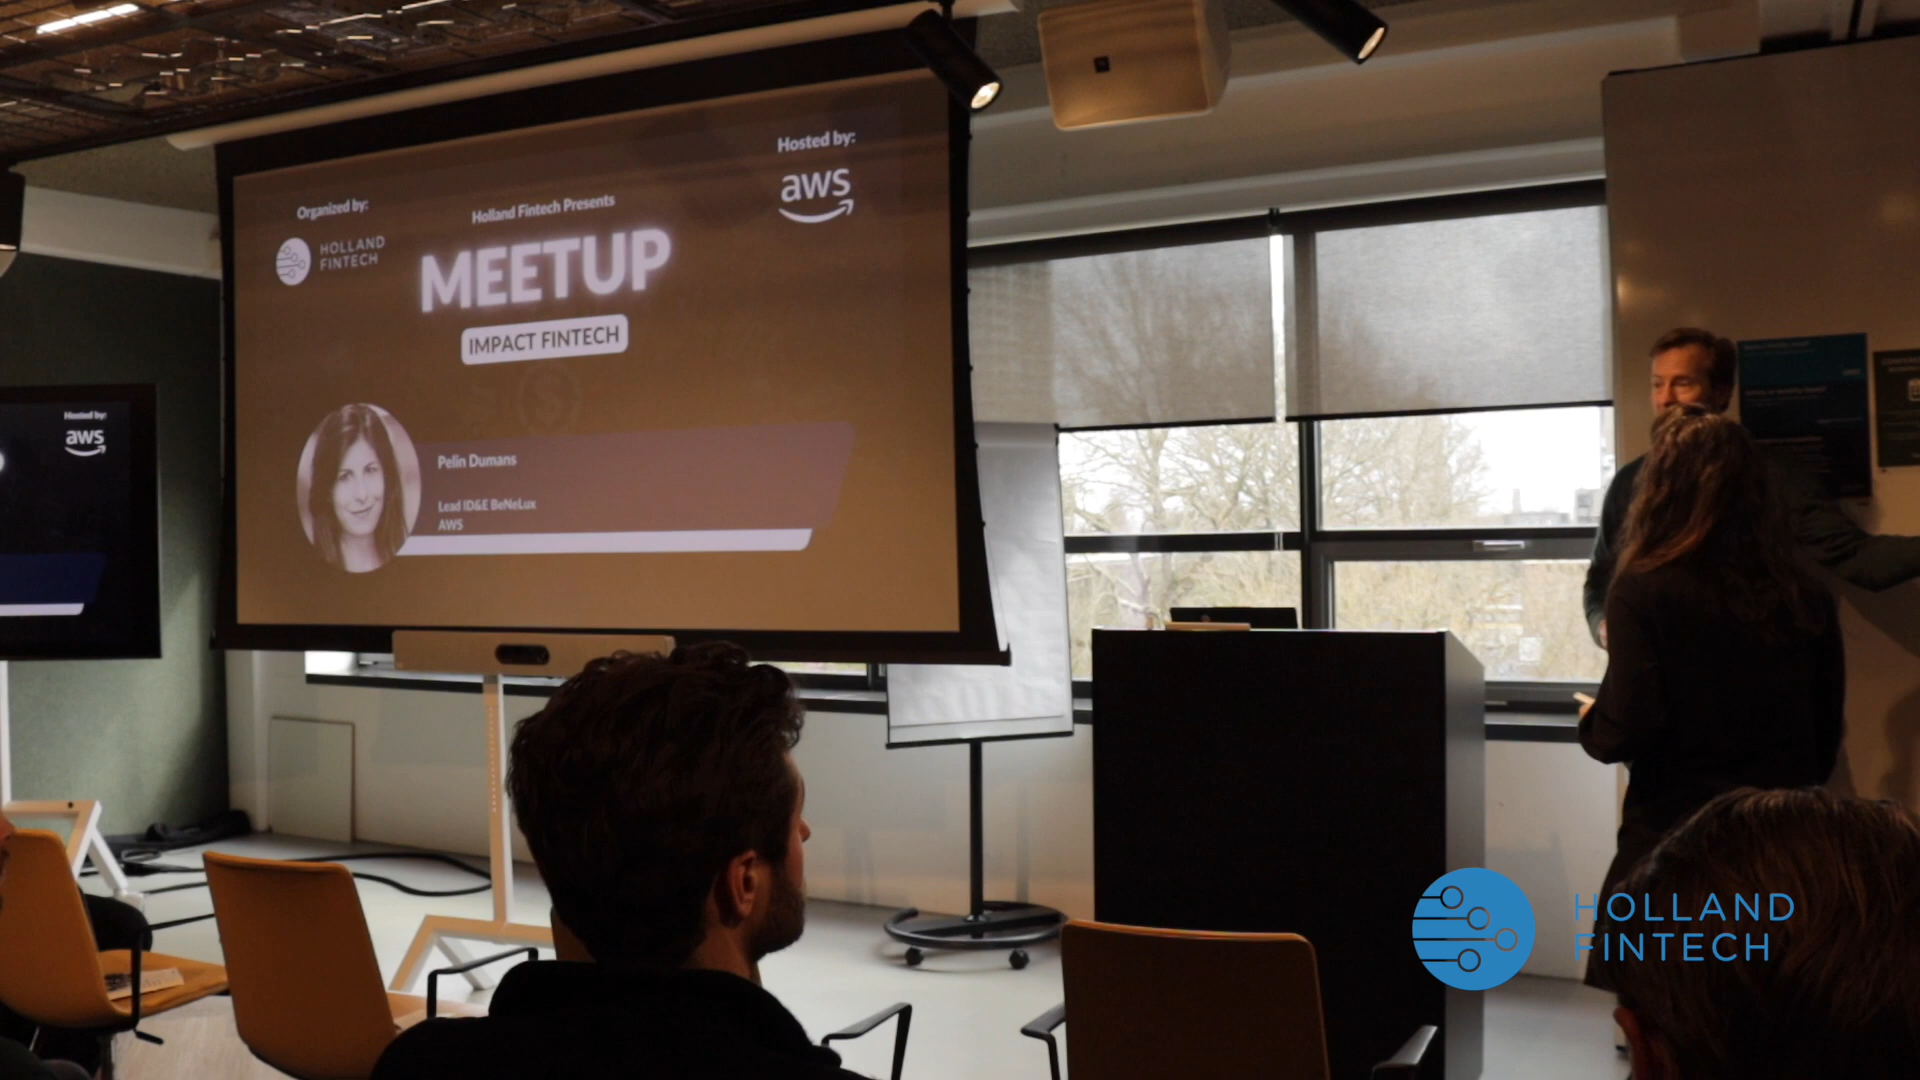 Organized by:
HOLLAND
FINTECH
Holland Fintech Presents
MEETUP
IMPACT FINTECH
Hosted by:
aws
Pelin Dumans
Lead ID&E BeNeLux
AWS
Hosted by:
aws
HOLLAND
FINTECH